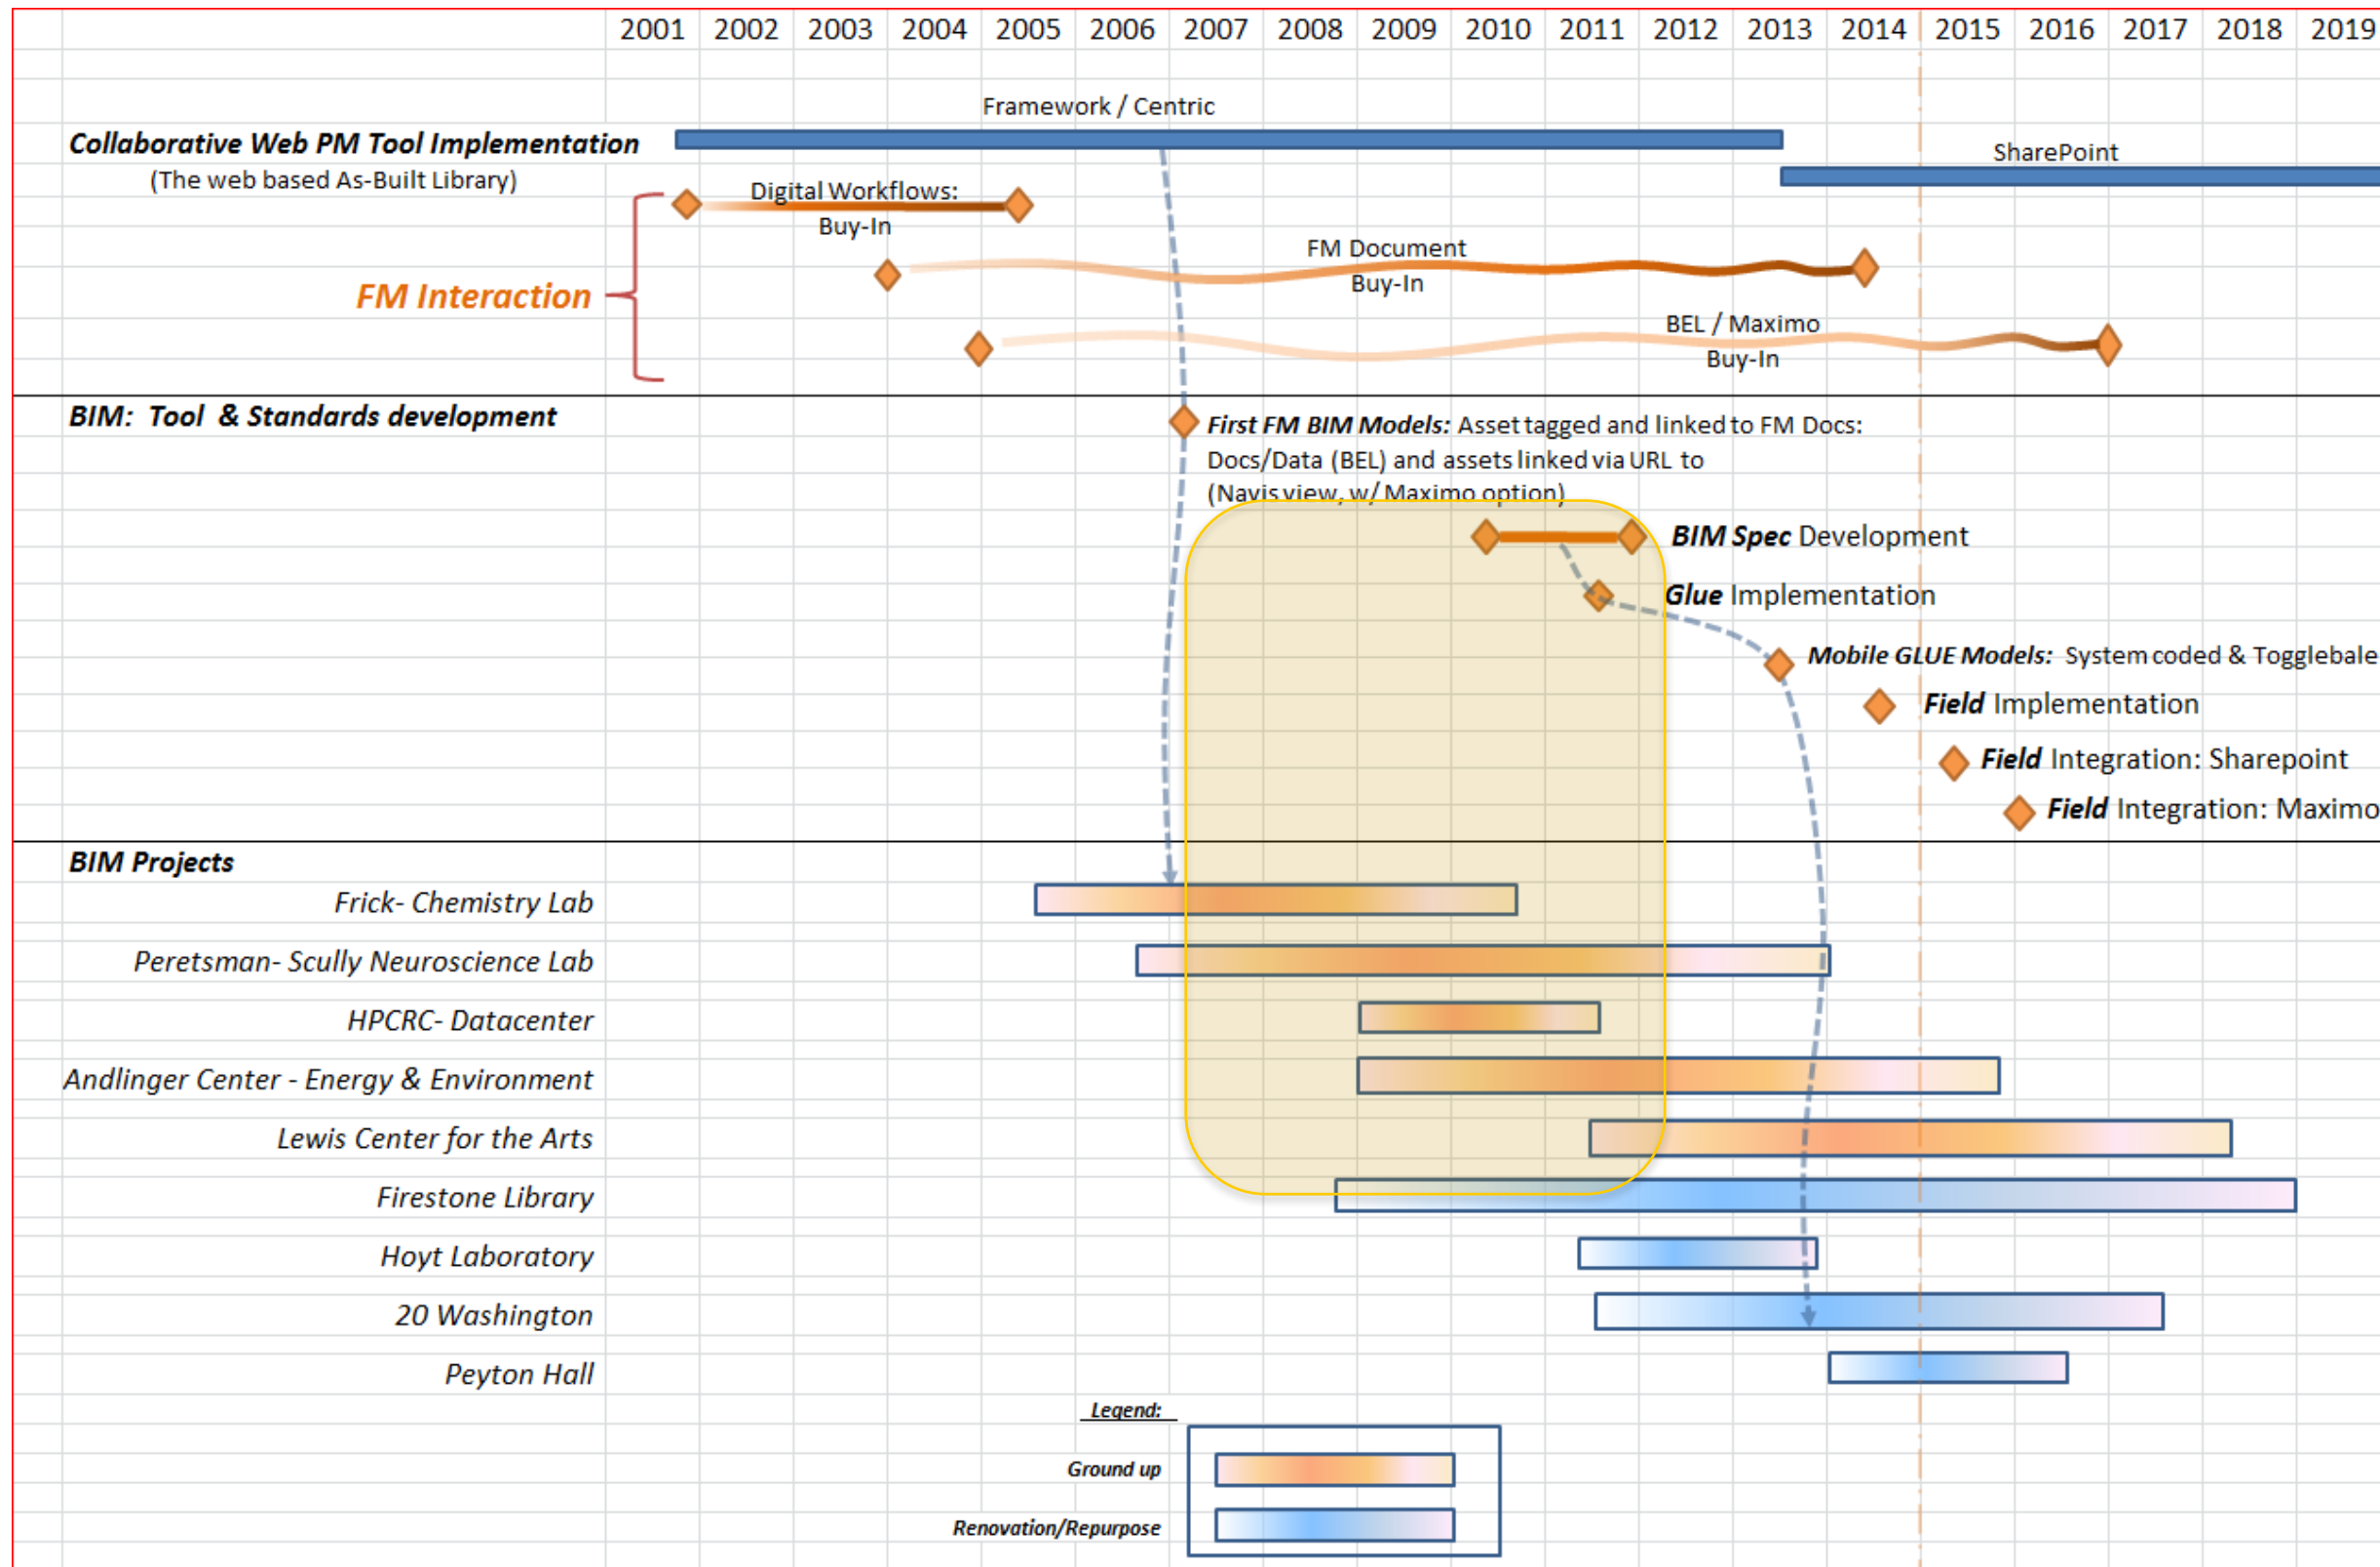 2001 2002 2003 2004 2005 2006 2007 2008 2009 2010 2011 2012 2013 2014 2015 2016 2017 2018 2019
Framework / Centric
Collaborative Web PM Tool Implementation
(The web based As-Built Library)
SharePoint
Digital Workflows:
Buy-In
FM Document
Buy-In
FM Interaction
BEL / Maximo
Buy-In
BIM: Tool & Standards development
First FM BIM Models: Asset tagged and linked to FM Docs:
Docs/Data (BEL) and assets linked via URL to
(Navis view, w/ Maximo option)
BIM Spec Development
Glue Implementation
Mobile GLUE Models: System coded & Togglebale
Field Implementation
Field Integration: Sharepoint
Field Integration: Maximo
BIM Projects
Frick- Chemistry Lab
Peretsman- Scully Neuroscience Lab
HPCRC- Datacenter
Andlinger Center - Energy & Environment
Lewis Center for the Arts
Firestone Library
Hoyt Laboratory
20 Washington
Peyton Hall
Legend:
Ground up
Renovation/Repurpose